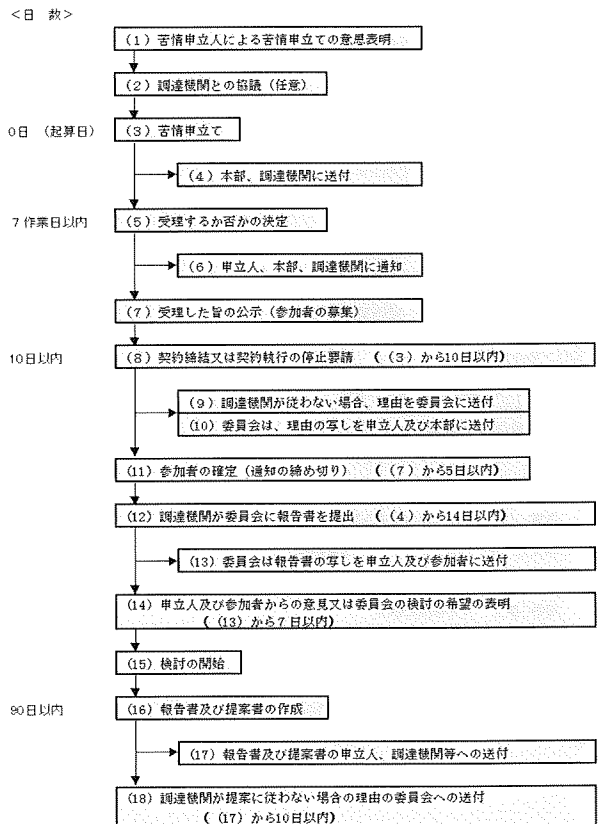 ＜日　数＞
（１）苦情申立人による苦情申立ての意思表明
（２）調達機関との協議（任意）
0日　（起算日）
（３）苦情申立て
（４）本部、調達機関に送付
７作業日以内
（５）受理するか否かの決定
（６）申立人、本部、調達機関に通知
（７）受理した旨の公示（参加者の募集）
10日以内
（８）契約締結又は契約執行の停止要請　（（３）から10日以内）
（９）調達機関が従わない場合、理由を委員会に送付
（10）委員会は、理由の写しを申立人及び本部に送付
（11）参加者の確定（通知の締め切り）　（（７）から5日以内）
（12）調達機関が委員会に報告書を提出　（（４）から14日以内）
（13）委員会は報告書の写しを申立人及び参加者に送付
（14）申立人及び参加者からの意見又は委員会の検討の希望の表明
（（13）から７日以内）
（15）検討の開始
90日以内
（16）報告書及び提案書の作成
（17）報告書及び提案書の申立人、調達機関等への送付
（18）調達機関が提案に従わない場合の理由の委員会への送付
（（17）から10日以内）